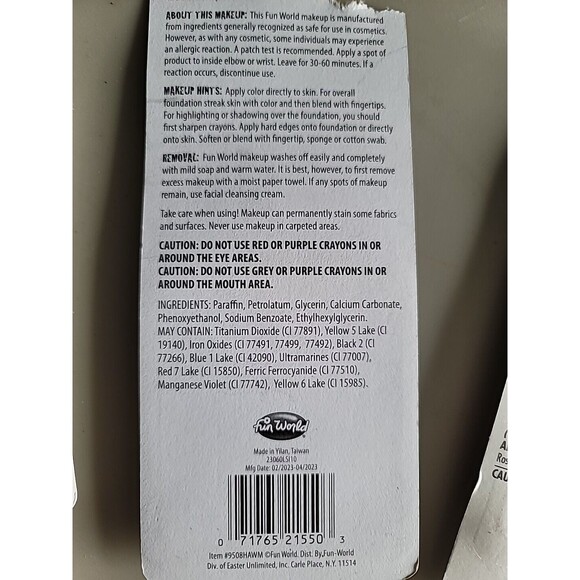 ABOUT THIS MAKEUP: This Fun World makeup is manufactured
from ingredients generally recognized as safe for use in cosmetics.
However, as with any cosmetic, some individuals may experience
an allergic reaction. A patch test is recommended. Apply a spot of
product to inside elbow or wrist. Leave for 30-60 minutes. If a
reaction occurs, discontinue use.
MAKEUP HINTS: Apply color directly to skin. For overall
foundation streak skin with color and then blend with fingertips.
For highlighting or shadowing over the foundation, you should
first sharpen crayons. Apply hard edges onto foundation or directly
onto skin. Soften or blend with fingertip, sponge or cotton swab.
REMOVAL: Fun World makeup washes off easily and completely
with mild soap and warm water. It is best, however, to first remove
excess makeup with a moist paper towel. If any spots of makeup
remain, use facial cleansing cream.
Take care when using! Makeup can permanently stain some fabrics
and surfaces. Never use makeup in carpeted areas.
CAUTION: DO NOT USE RED OR PURPLE CRAYONS IN OR
AROUND THE EYE AREAS.
CAUTION: DO NOT USE GREY OR PURPLE CRAYONS IN OR
AROUND THE MOUTH AREA.
INGREDIENTS: Paraffin, Petrolatum, Glycerin, Calcium Carbonate,
Phenoxyethanol, Sodium Benzoate, Ethylhexylglycerin.
MAY CONTAIN: Titanium Dioxide (CI 77891), Yellow 5 Lake (CI
19140), Iron Oxides (CI 77491, 77499, 77492), Black 2 (CI
77266), Blue 1 Lake (CI 42090), Ultramarines (CI 77007),
Red 7 Lake (CI 15850), Ferric Ferrocyanide (CI 77510),
Manganese Violet (CI 77742), Yellow 6 Lake (CI 15985).
Fun World
Made in Yilan, Taiwan
23060LSI10
Mfg Date: 02/2023-04/2023
0 71765 21550 3
Item #9508HAWM ©Fun World. Dist. By,Fun-World
Div. of Easter Unlimited, Inc. Carle Place, N.Y. 11514
Ros
CAU